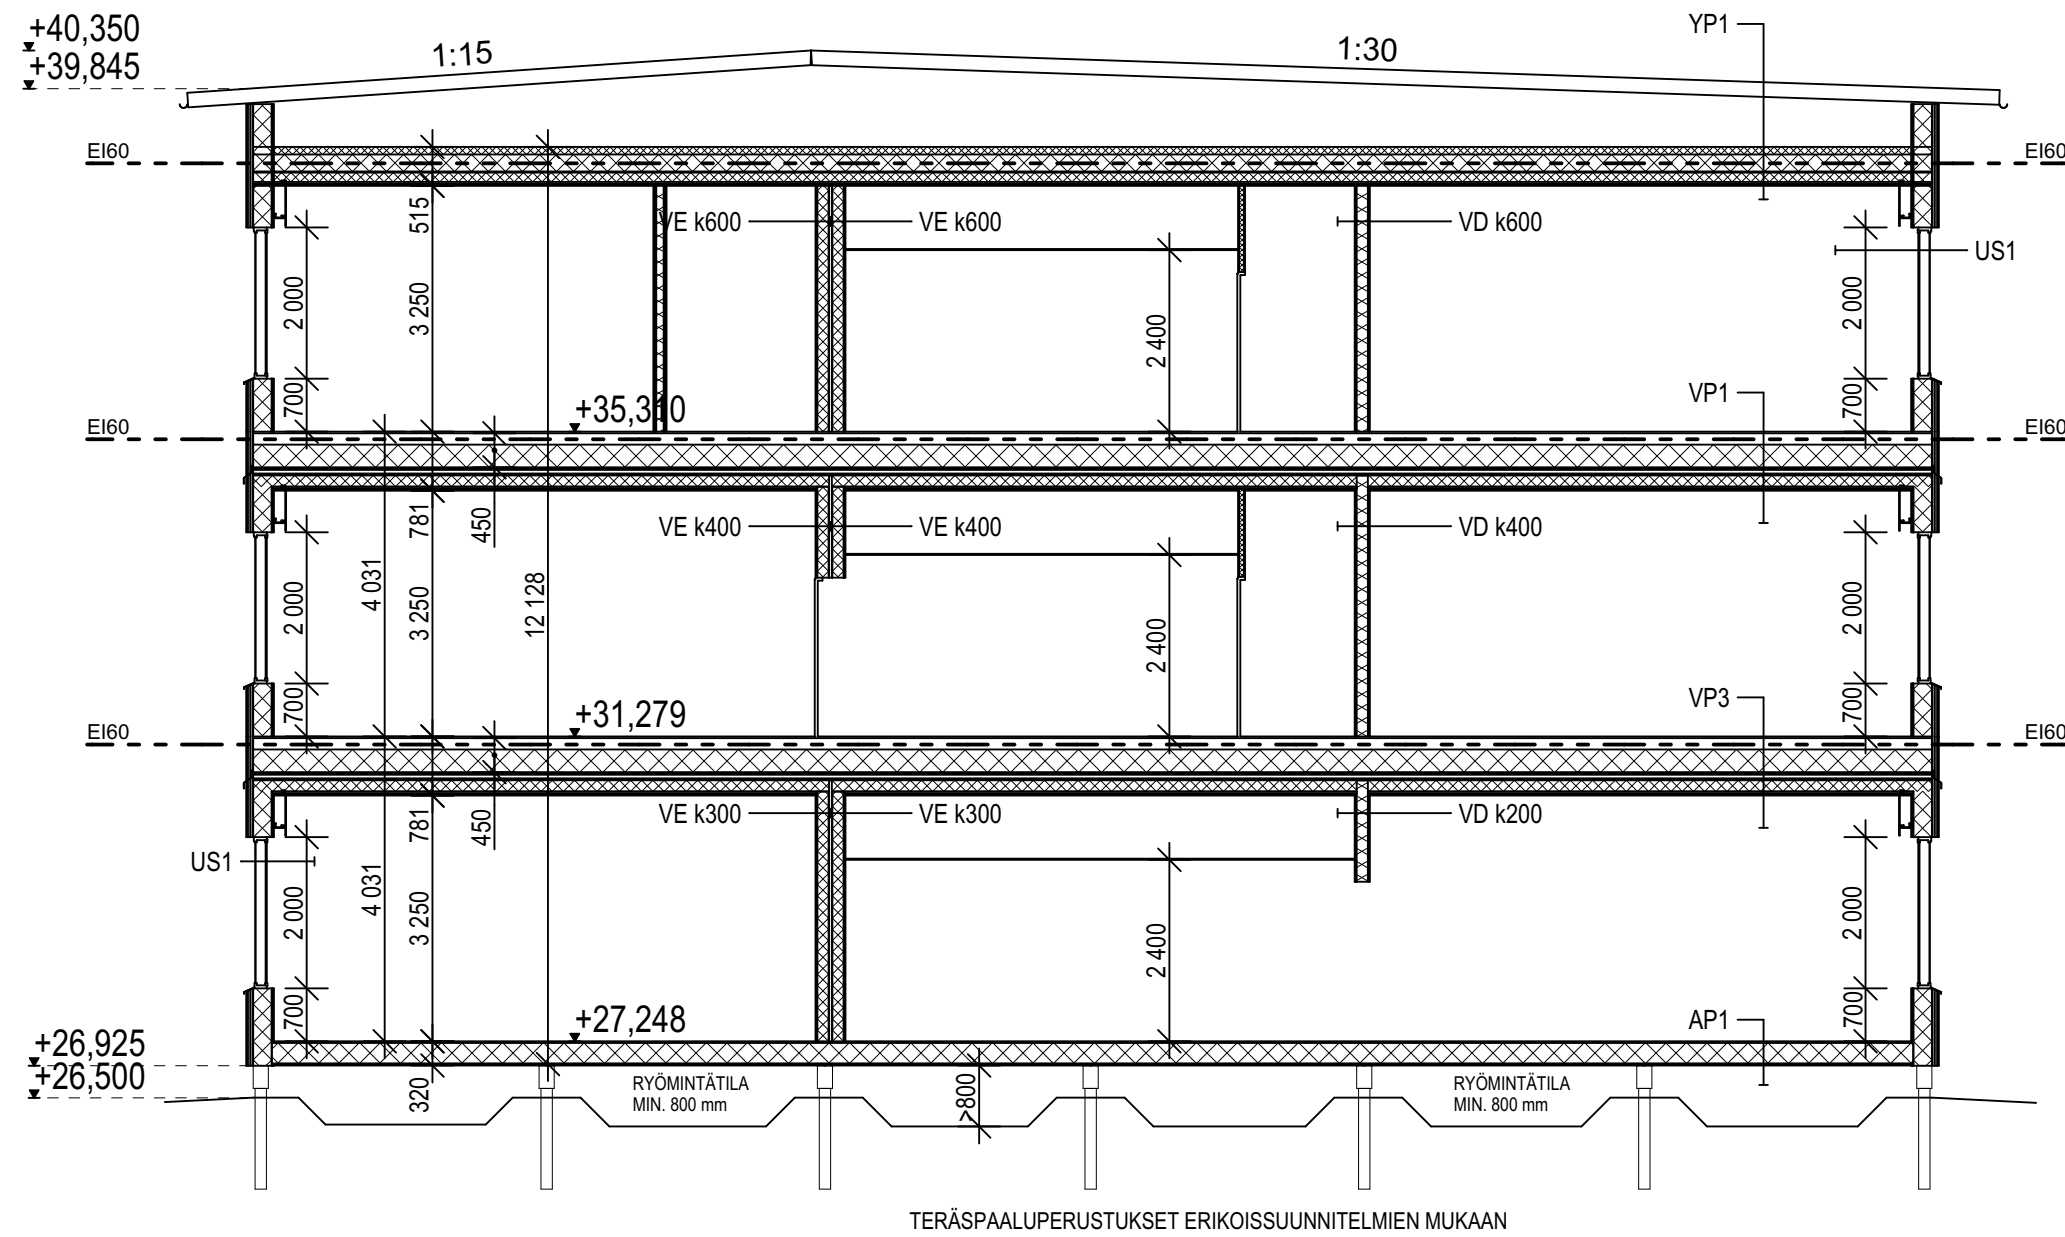 +40,350
+39,845
1:15
1:30
YP1
EI60
EI60
515
VE k600
VE k600
VD k600
US1
2 000
3 250
2 400
2 000
700
+35,310
VP1
700
EI60
EI60
781
450
VE k400
VE k400
VD k400
2 000
4 031
3 250
12 128
2 400
2 000
700
+31,279
VP3
700
EI60
EI60
781
450
VE k300
VE k300
VD k200
US1
2 000
4 031
3 250
2 400
2 000
700
+27,248
AP1
700
+26,925
+26,500
320
RYÖMINTÄTILA
MIN. 800 mm
>800
RYÖMINTÄTILA
MIN. 800 mm
TERÄSPAALUPERUSTUKSET ERIKOISSUUNNITELMIEN MUKAAN